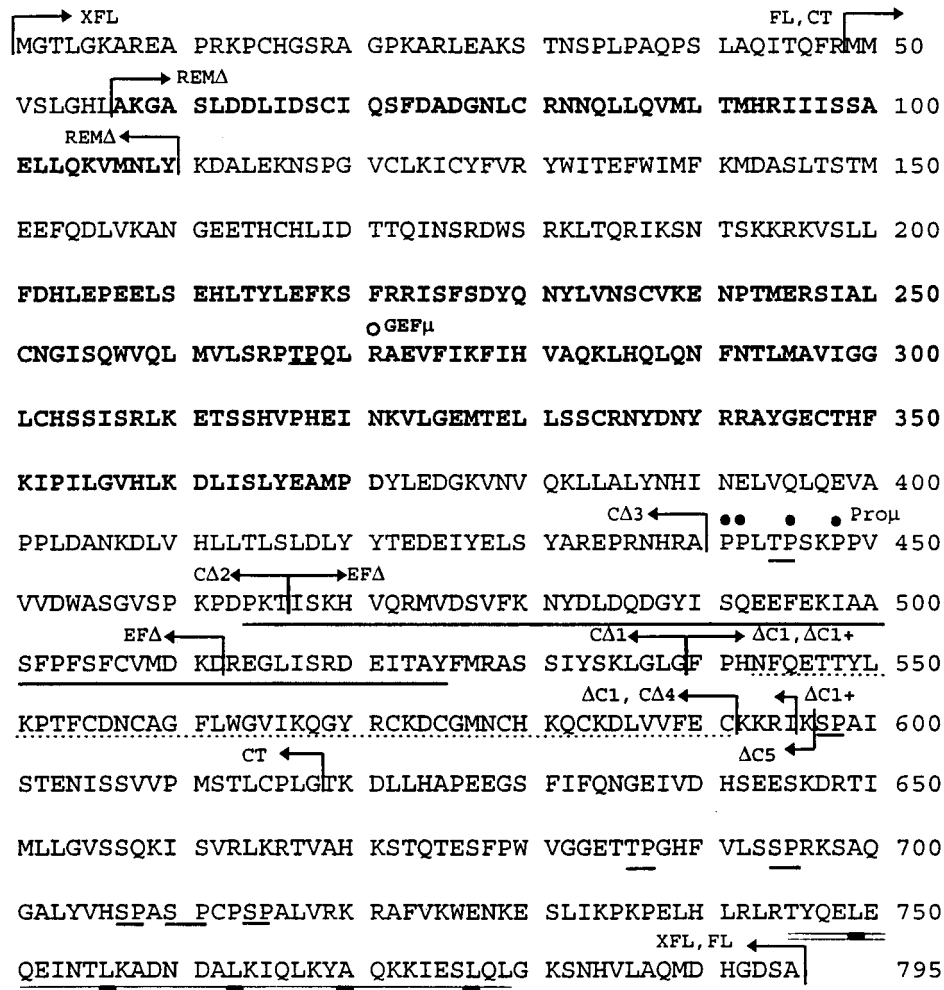 XFL FL,CT
MGTLGKAREA PRKPCHGSRA GPKARLEAKS TNSPLPAQPS LAQITQFRMM 50
REMΔ
VSLGHLAKGA SLDDLIDSCI QSFDADGNLC RNNQLLQVML TMHRIIISSA 100
REMΔ
ELLQKVMNLY KDALEKNSPG VCLKICYFVR YWITEFWIMF KMDASLTSTM 150
EEFQDLVKAN GEETHCHLID TTQINSRDWS RKLTQRIKSN TSKKRKVSLL 200
FDHLEPEELS EHLTYLEFKS FRRISFSDYQ NYLVNSCVKE NPTMERSIAL 250
GEFμ
CNGISQWVQL MVLSRPTPQL RAEVFIKFIH VAQKLHQLQN FNTLMAVIGG 300
LCHSSISRLK ETSSHVPHEI NKVLGEMTEL LSSCRNYDNY RRAYGECTHF 350
KIPILGVHLK DLISLYEAMP DYLEDGKVNV QKLLALYNHI NELVQLQEVA 400
CΔ3 Proμ
PPLDANKDLV HLLTLSLDLY YTEDEIYELS YAREPRNHRA PPLTPSKPPV 450
CΔ2 EFΔ
VVDWASGVSP KPDPKTISKH VQRMVDSVFK NYDLDQDGYI SQEEFEKIAA 500
EFΔ CΔ1 ΔC1,ΔC1+
SFPFSFCVMD KDREGLISRD EITAYFMRAS SIYSKLGLGF PHNFQETTYL 550
ΔC1, CΔ4 ΔC1+
KPTFCDNCAG FLWGVIKQGY RCKDCGMNCH KQCKDLVVFE CKKRIKSPAI 600
CT ΔC5
STENISSVVP MSTLCPLGTK DLLHAPEEGS FIFQNGEIVD HSEESKDRTI 650
MLLGVSSQKI SVRLKRTVAH KSTQTESFPW VGGETTPGHF VLSSPRKSAQ 700
GALYVHSPAS PCPSPALVRK RAFVKWENKE SLIKPKPELH LRLRTYQELE 750
XFL,FL
QEINTLKADN DALKIQLKYA QKKIESLQLG KSNHVLAQMD HGDSA 795